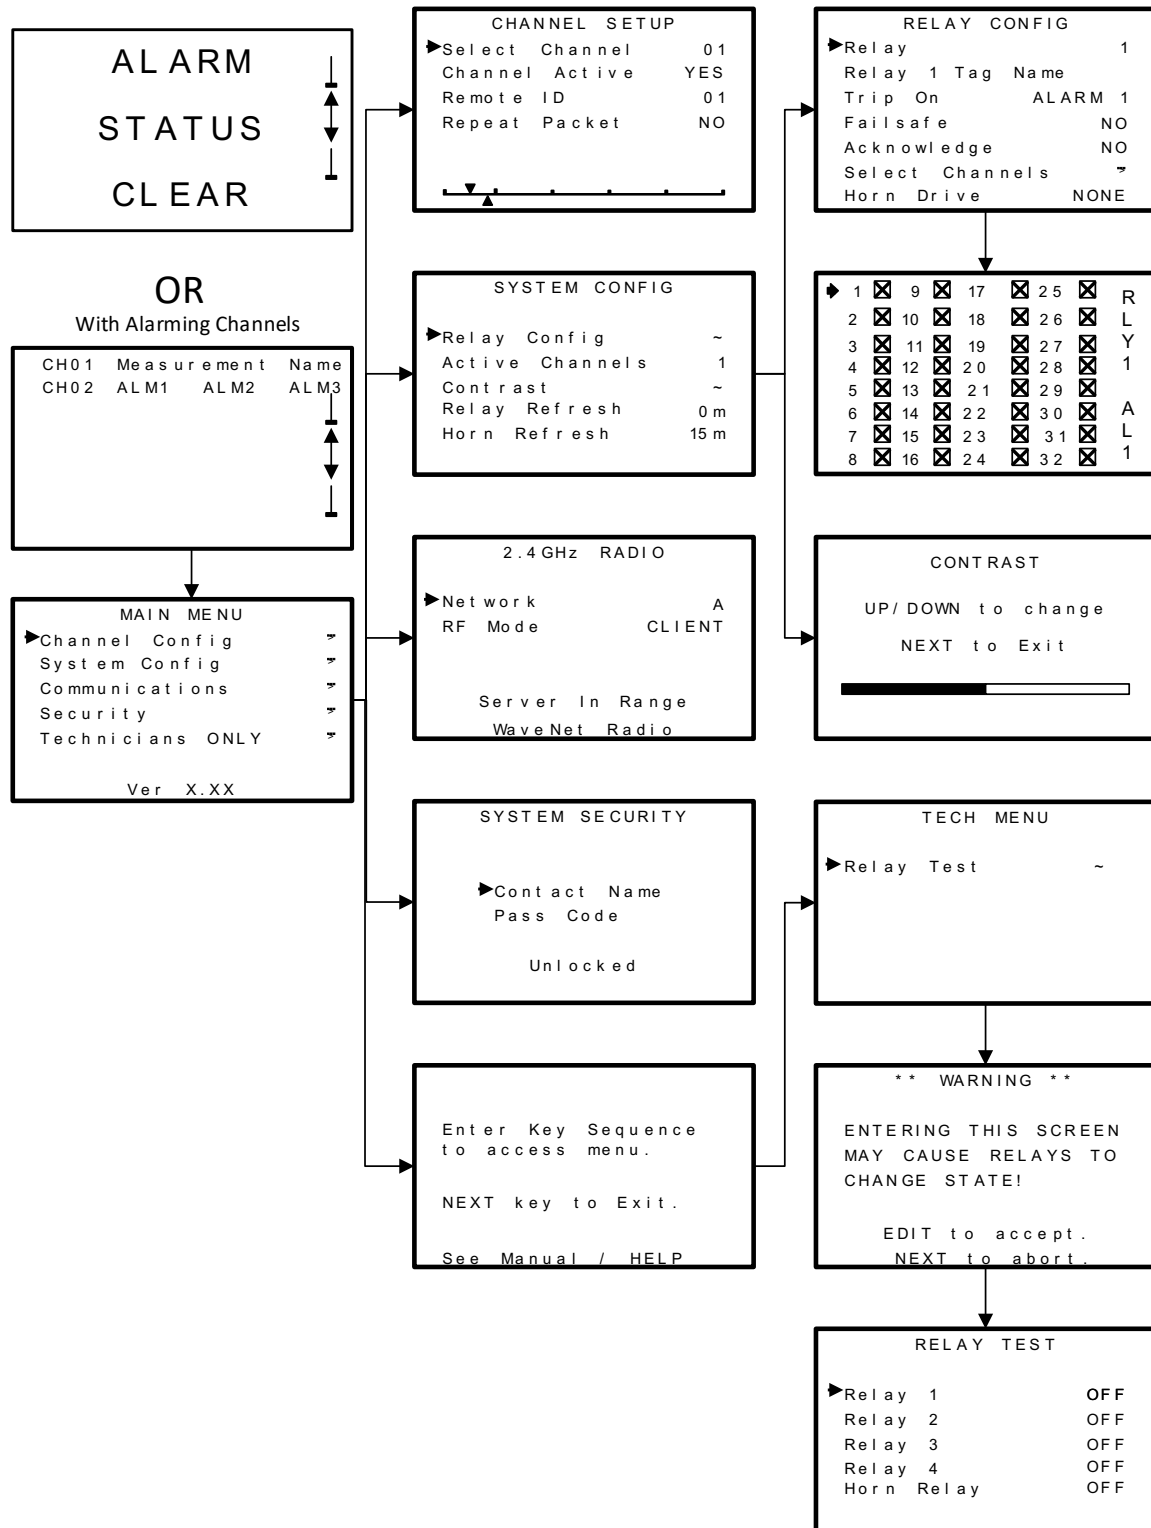 ALARM
STATUS
CLEAR
OR
With Alarming Channels
CH01 Measurement Name
CH02 ALM1 ALM2 ALM3
MAIN MENU
Channel Config
System Config
Communications
Security
Technicians ONLY
Ver X.XX
CHANNEL SETUP
Select Channel 01
Channel Active YES
Remote ID 01
Repeat Packet NO
SYSTEM CONFIG
Relay Config ~
Active Channels 1
Contrast ~
Relay Refresh 0m
Horn Refresh 15m
2.4GHz RADIO
Network A
RF Mode CLIENT
Server In Range
WaveNet Radio
SYSTEM SECURITY
Contact Name
Pass Code
Unlocked
Enter Key Sequence
to access menu.
NEXT key to Exit.
See Manual / HELP
RELAY CONFIG
Relay 1
Relay 1 Tag Name
Trip On ALARM 1
Failsafe NO
Acknowledge NO
Select Channels
Horn Drive NONE
1 9 17 25
2 10 18 26
3 11 19 27
4 12 20 28
5 13 21 29
6 14 22 30
7 15 23 31
8 16 24 32
RLY1 AL1
CONTRAST
UP/DOWN to change
NEXT to Exit
TECH MENU
Relay Test ~
** WARNING **
ENTERING THIS SCREEN
MAY CAUSE RELAYS TO
CHANGE STATE!
EDIT to accept.
NEXT to abort.
RELAY TEST
Relay 1 OFF
Relay 2 OFF
Relay 3 OFF
Relay 4 OFF
Horn Relay OFF